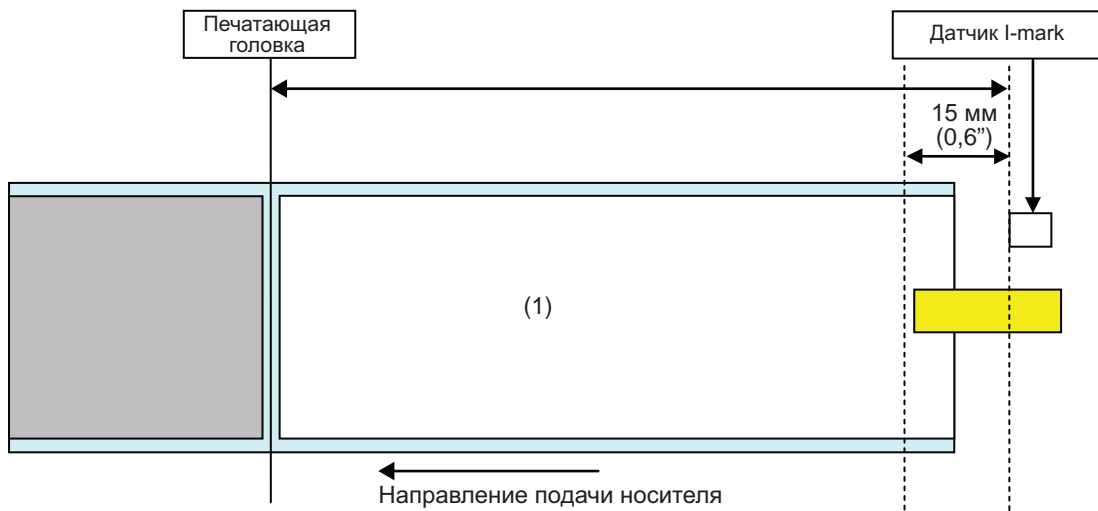 Печатающая
головка
Датчик I-mark
15 мм
(0,6”)
(1)
Направление подачи носителя